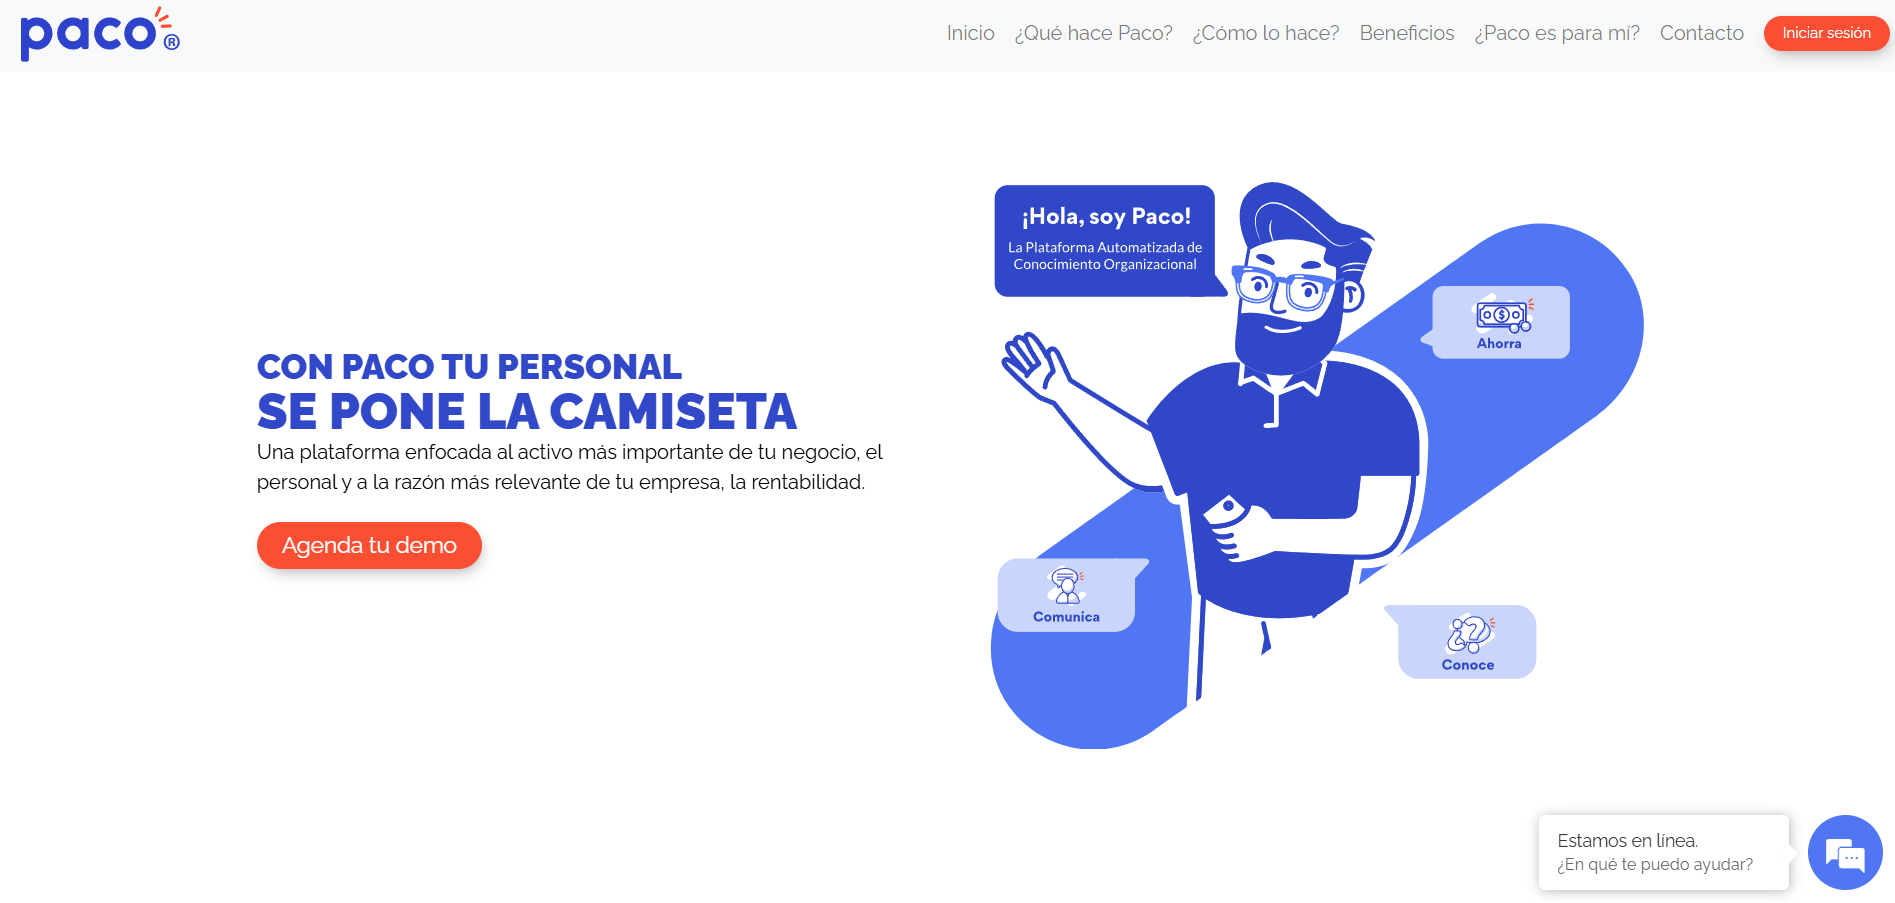 paco®
Inicio ¿Qué hace Paco? ¿Cómo lo hace? Beneficios ¿Paco es para mí? Contacto Iniciar sesión
¡Hola, soy Paco!
La Plataforma Automatizada de
Conocimiento Organizacional
Ahorra
CON PACO TU PERSONAL
SE PONE LA CAMISETA
Una plataforma enfocada al activo más importante de tu negocio, el
personal y a la razón más relevante de tu empresa, la rentabilidad.
Agenda tu demo
Comunica
Conoce
Estamos en línea.
¿En qué te puedo ayudar?